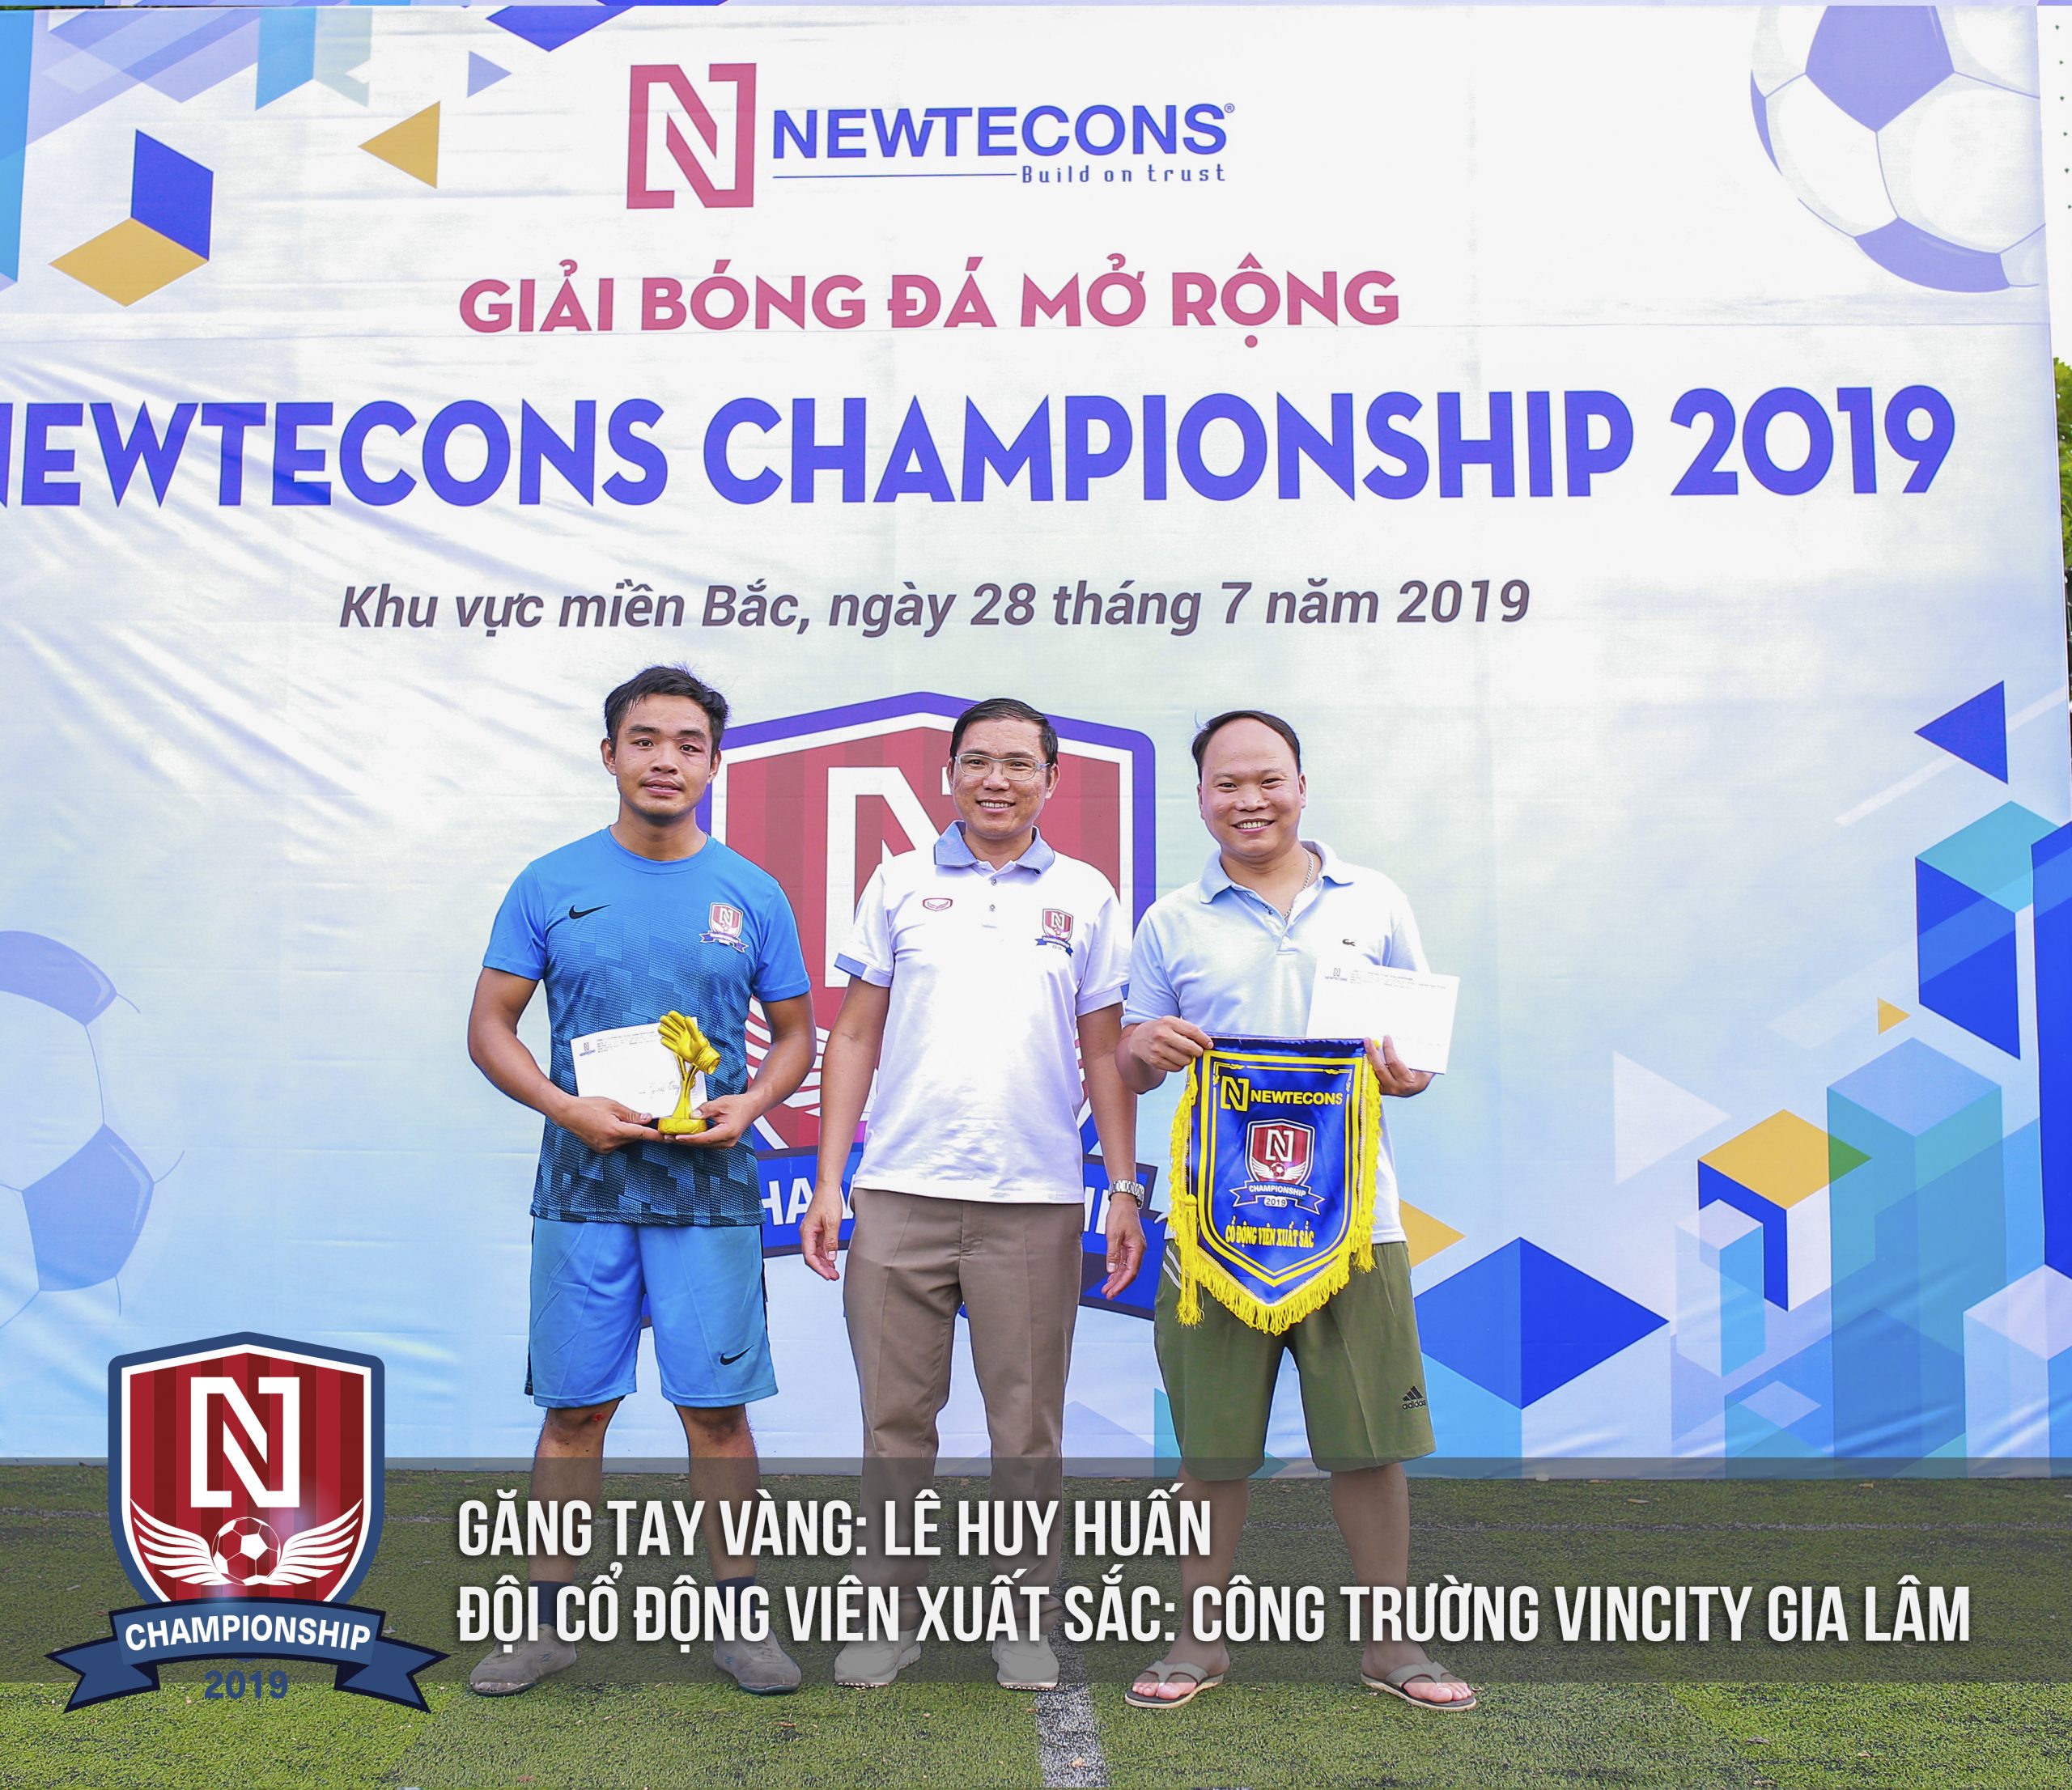 NEWTECONS®
Build on trust
GIẢI BÓNG ĐÁ MỞ RỘNG
NEWTECONS CHAMPIONSHIP 2019
Khu vực miền Bắc, ngày 28 tháng 7 năm 2019
NEWTECONS
CHAMPIONSHIP
2019
CỔ ĐỘNG VIÊN XUẤT SẮC
NEWTECONS
adidas
GĂNG TAY VÀNG: LÊ HUY HUẤN
ĐỘI CỔ ĐỘNG VIÊN XUẤT SẮC: CÔNG TRƯỜNG VINCITY GIA LÂM
CHAMPIONSHIP
2019